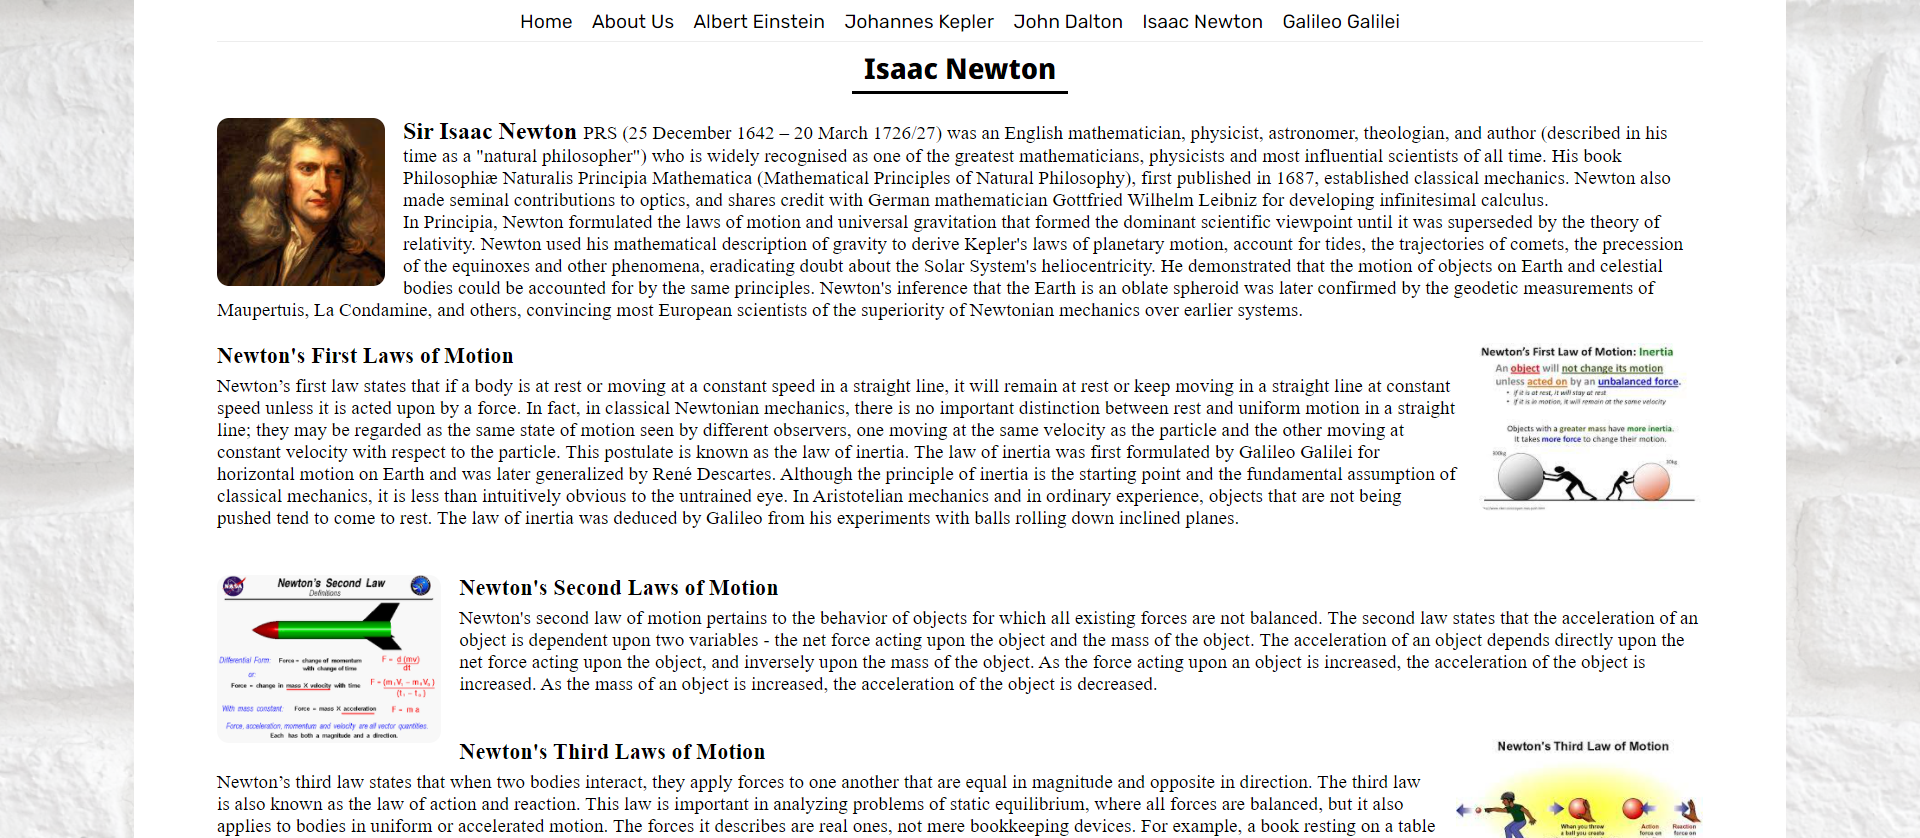 Home About Us Albert Einstein Johannes Kepler John Dalton Isaac Newton Galileo Galilei
Isaac Newton
Sir Isaac Newton PRS (25 December 1642 – 20 March 1726/27) was an English mathematician, physicist, astronomer, theologian, and author (described in his
time as a "natural philosopher") who is widely recognised as one of the greatest mathematicians, physicists and most influential scientists of all time. His book
Philosophiæ Naturalis Principia Mathematica (Mathematical Principles of Natural Philosophy), first published in 1687, established classical mechanics. Newton also
made seminal contributions to optics, and shares credit with German mathematician Gottfried Wilhelm Leibniz for developing infinitesimal calculus.
In Principia, Newton formulated the laws of motion and universal gravitation that formed the dominant scientific viewpoint until it was superseded by the theory of
relativity. Newton used his mathematical description of gravity to derive Kepler's laws of planetary motion, account for tides, the trajectories of comets, the precession
of the equinoxes and other phenomena, eradicating doubt about the Solar System's heliocentricity. He demonstrated that the motion of objects on Earth and celestial
bodies could be accounted for by the same principles. Newton's inference that the Earth is an oblate spheroid was later confirmed by the geodetic measurements of
Maupertuis, La Condamine, and others, convincing most European scientists of the superiority of Newtonian mechanics over earlier systems.
Newton's First Laws of Motion
Newton’s first law states that if a body is at rest or moving at a constant speed in a straight line, it will remain at rest or keep moving in a straight line at constant
speed unless it is acted upon by a force. In fact, in classical Newtonian mechanics, there is no important distinction between rest and uniform motion in a straight
line; they may be regarded as the same state of motion seen by different observers, one moving at the same velocity as the particle and the other moving at
constant velocity with respect to the particle. This postulate is known as the law of inertia. The law of inertia was first formulated by Galileo Galilei for
horizontal motion on Earth and was later generalized by René Descartes. Although the principle of inertia is the starting point and the fundamental assumption of
classical mechanics, it is less than intuitively obvious to the untrained eye. In Aristotelian mechanics and in ordinary experience, objects that are not being
pushed tend to come to rest. The law of inertia was deduced by Galileo from his experiments with balls rolling down inclined planes.
Newton's First Law of Motion: Inertia
An object will not change its motion
unless acted on by an unbalanced force.
• If it is at rest, it will stay at rest
• If it is in motion, it will remain at the same velocity
Objects with a greater mass have more inertia.
It takes more force to change their motion.
NASA
Newton's Second Law
Definitions
Differential Form: Force = change of momentum
with change of time
F = d (mv)
dt
or:
Force = change in mass X velocity with time
F = (m₁V₁ - m₀V₀)
(t₁ - t₀)
With mass constant: Force = mass X acceleration F = m a
Force, acceleration, momentum and velocity are all vector quantities.
Each has both a magnitude and a direction.
Newton's Second Laws of Motion
Newton's second law of motion pertains to the behavior of objects for which all existing forces are not balanced. The second law states that the acceleration of an
object is dependent upon two variables - the net force acting upon the object and the mass of the object. The acceleration of an object depends directly upon the
net force acting upon the object, and inversely upon the mass of the object. As the force acting upon an object is increased, the acceleration of the object is
increased. As the mass of an object is increased, the acceleration of the object is decreased.
Newton's Third Laws of Motion
Newton’s third law states that when two bodies interact, they apply forces to one another that are equal in magnitude and opposite in direction. The third law
is also known as the law of action and reaction. This law is important in analyzing problems of static equilibrium, where all forces are balanced, but it also
applies to bodies in uniform or accelerated motion. The forces it describes are real ones, not mere bookkeeping devices. For example, a book resting on a table
Newton's Third Law of Motion
When you throw
a ball you create
Action
force on
Reaction
force on